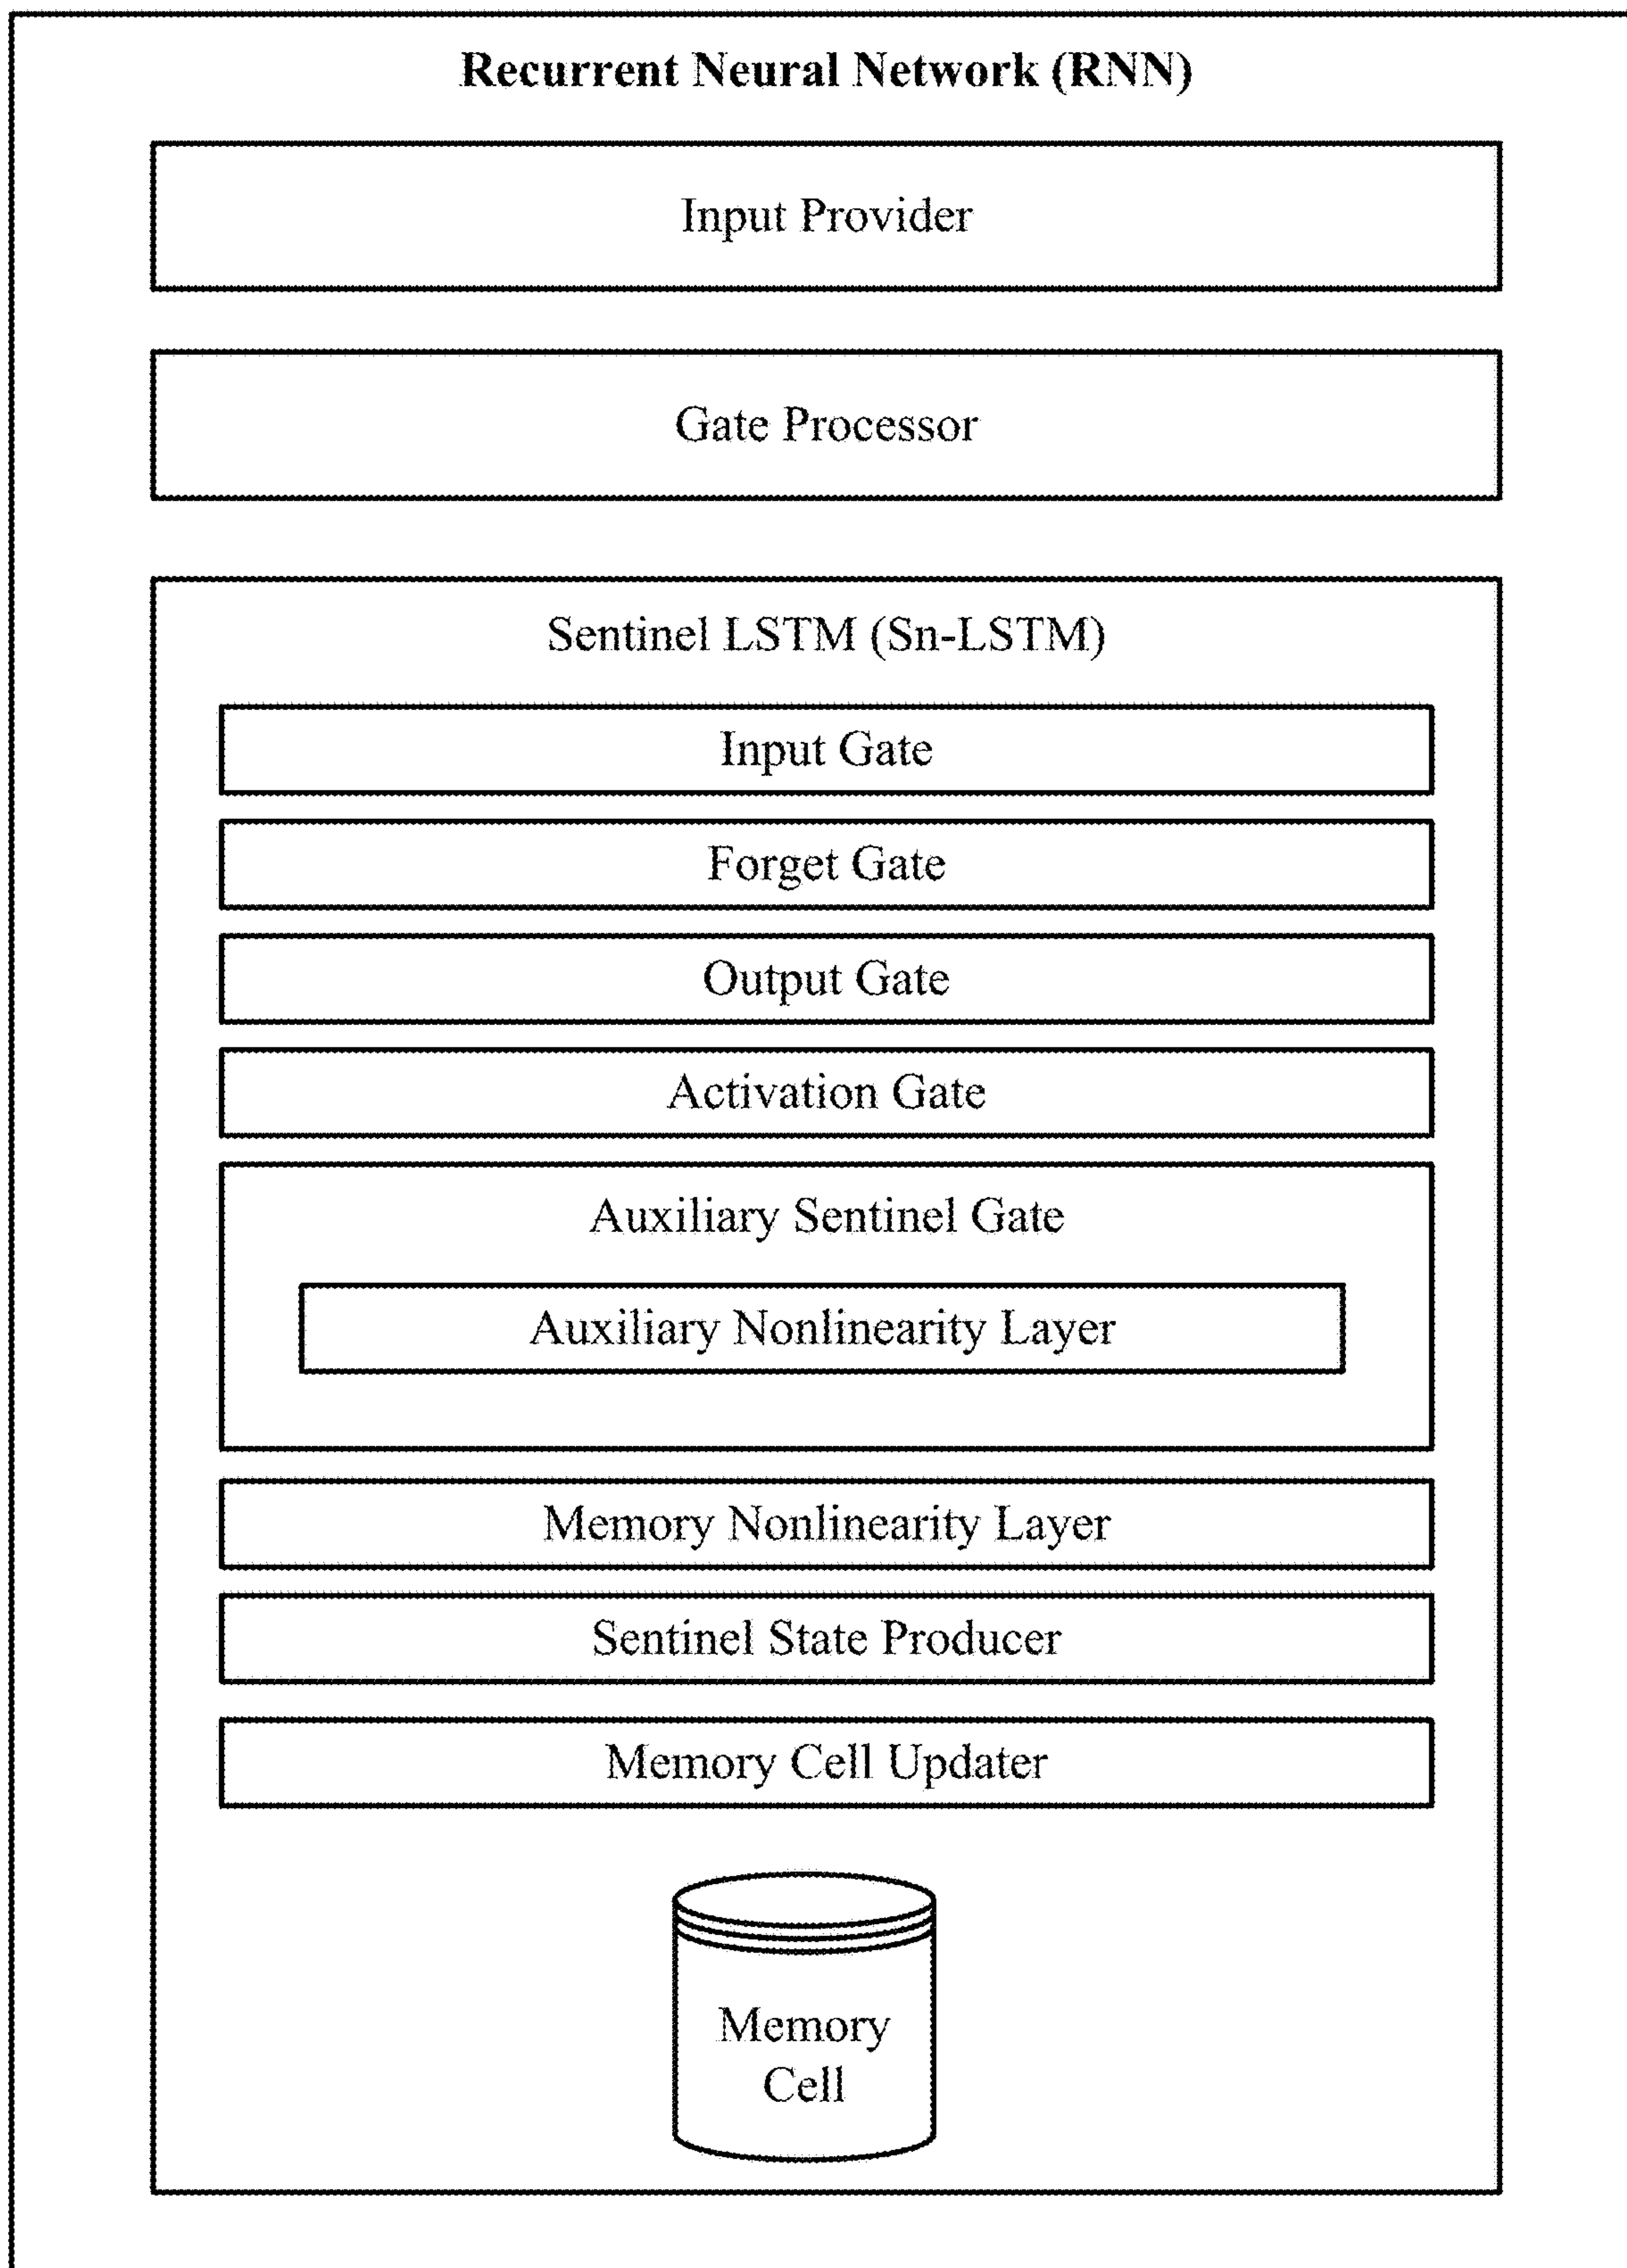 Recurrent Neural Network (RNN)
Input Provider
Gate Processor
Sentinel LSTM (Sn-LSTM)
Input Gate
Forget Gate
Output Gate
Activation Gate
Auxiliary Sentinel Gate
Auxiliary Nonlinearity Layer
Memory Nonlinearity Layer
Sentinel State Producer
Memory Cell Updater
Memory
Cell